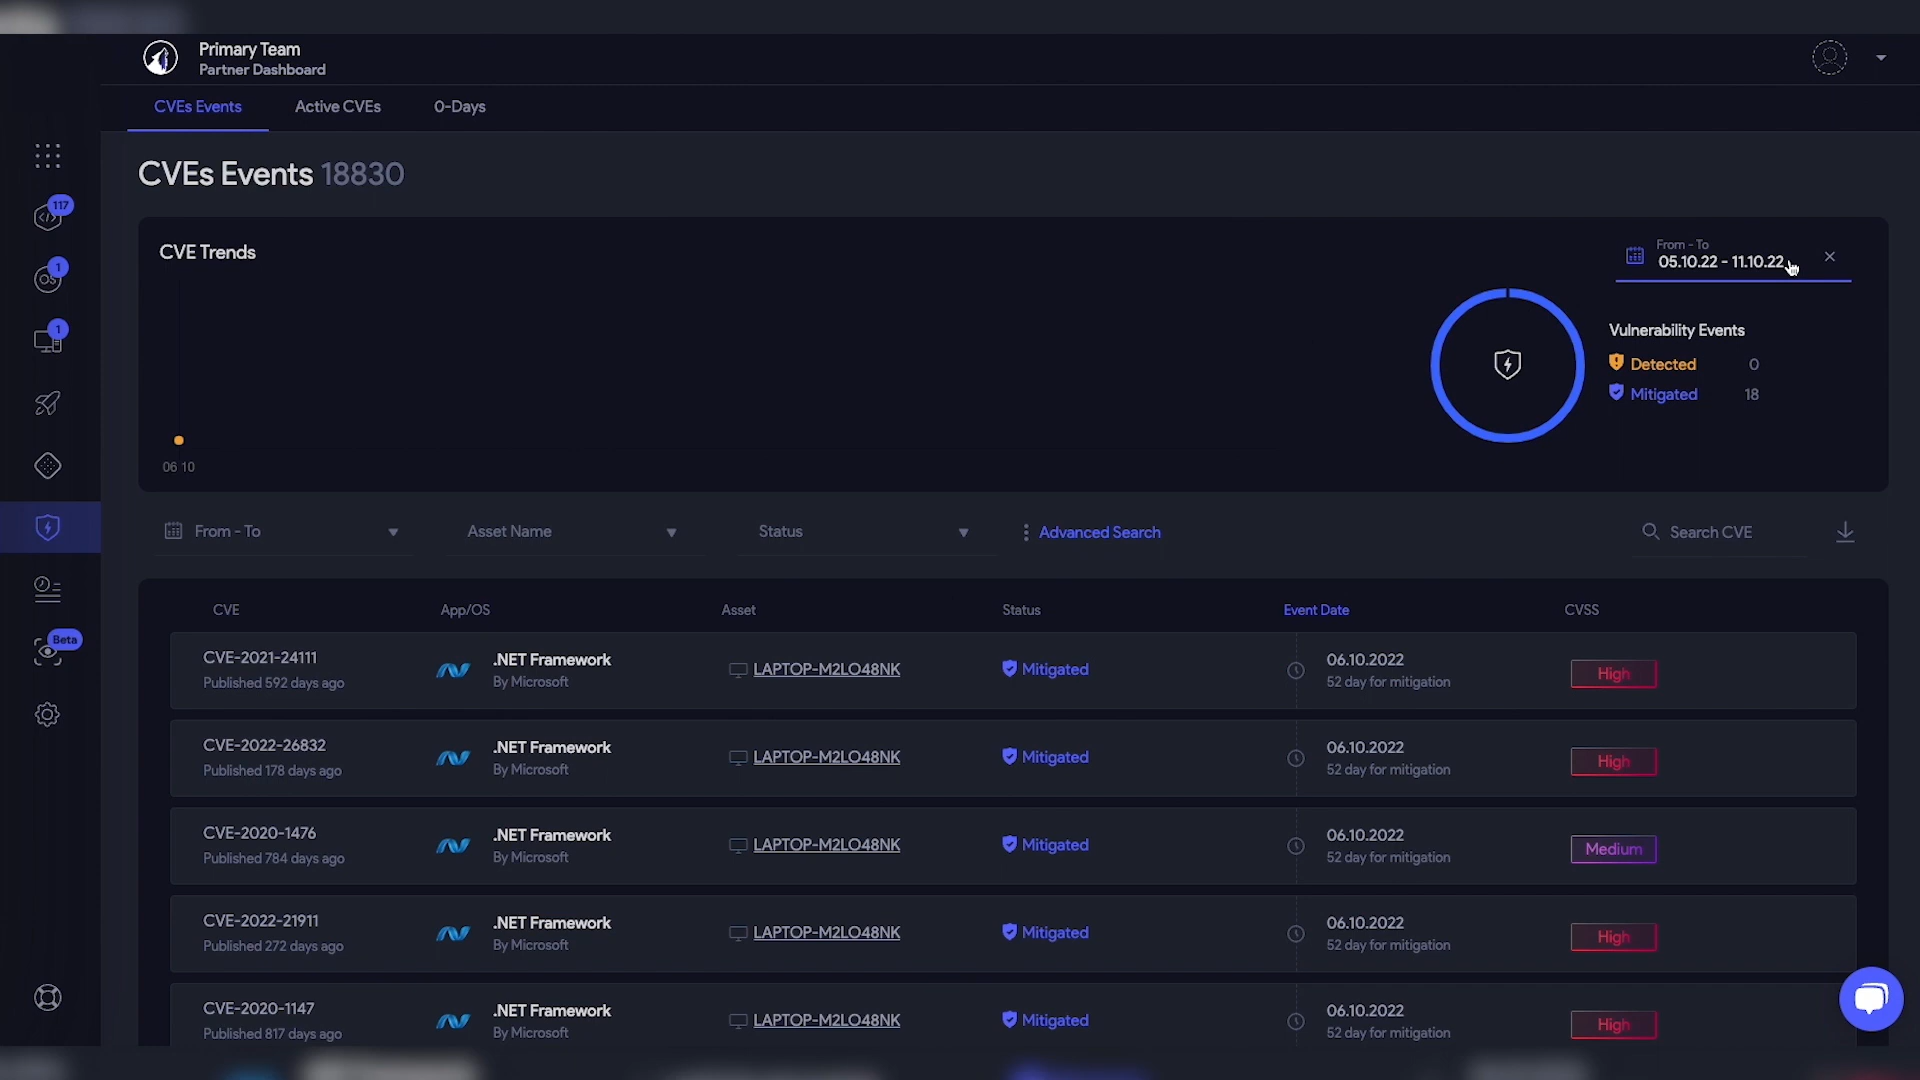 Primary Team
Partner Dashboard
CVEs Events Active CVEs 0-Days
117
1
1
Beta
CVEs Events 18830
CVE Trends
From - To
05.10.22 - 11.10.22
06 10
Vulnerability Events
Detected 0
Mitigated 18
From - To Asset Name Status Advanced Search Search CVE
CVE App/OS Asset Status Event Date CVSS
CVE-2021-24111 .NET Framework LAPTOP-M2LO48NK Mitigated 06.10.2022 High
Published 592 days ago By Microsoft 52 day for mitigation
CVE-2022-26832 .NET Framework LAPTOP-M2LO48NK Mitigated 06.10.2022 High
Published 178 days ago By Microsoft 52 day for mitigation
CVE-2020-1476 .NET Framework LAPTOP-M2LO48NK Mitigated 06.10.2022 Medium
Published 784 days ago By Microsoft 52 day for mitigation
CVE-2022-21911 .NET Framework LAPTOP-M2LO48NK Mitigated 06.10.2022 High
Published 272 days ago By Microsoft 52 day for mitigation
CVE-2020-1147 .NET Framework LAPTOP-M2LO48NK Mitigated 06.10.2022 High
Published 817 days ago By Microsoft 52 day for mitigation
OS